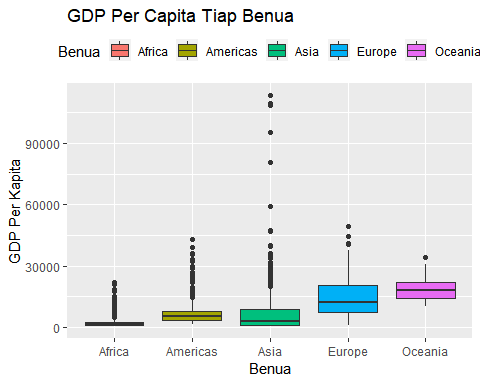 GDP Per Capita Tiap Benua
Benua Africa Americas Asia Europe Oceania
90000
60000
30000
0
GDP Per Kapita
Africa Americas Asia Europe Oceania
Benua